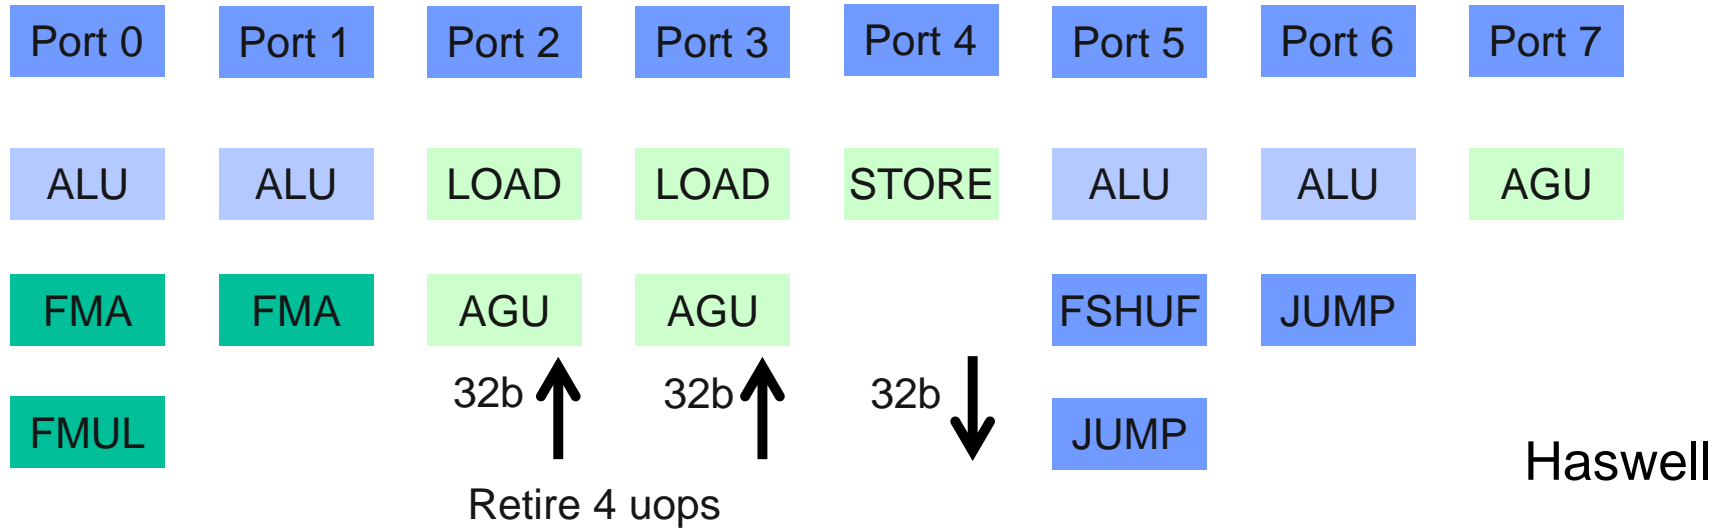 Port 0 Port 1 Port 2 Port 3 Port 4 Port 5 Port 6 Port 7
ALU ALU LOAD LOAD STORE ALU ALU AGU
FMA FMA AGU AGU FSHUF JUMP
32b 32b 32b
FMUL JUMP
Haswell
Retire 4 uops